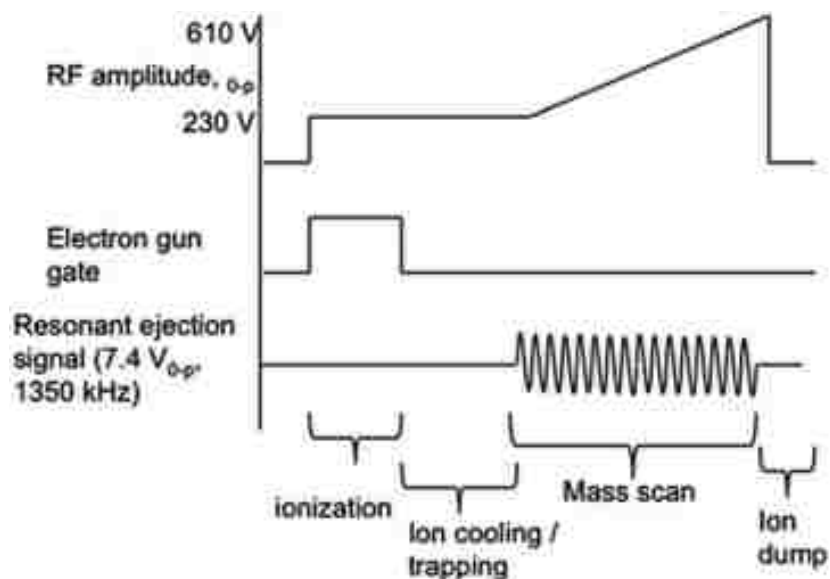 610 V
RF amplitude, 0-p
230 V
Electron gun
gate
Resonant ejection
signal (7.4 V0-p,
1350 kHz)
ionization
Ion cooling /
trapping
Mass scan
Ion
dump